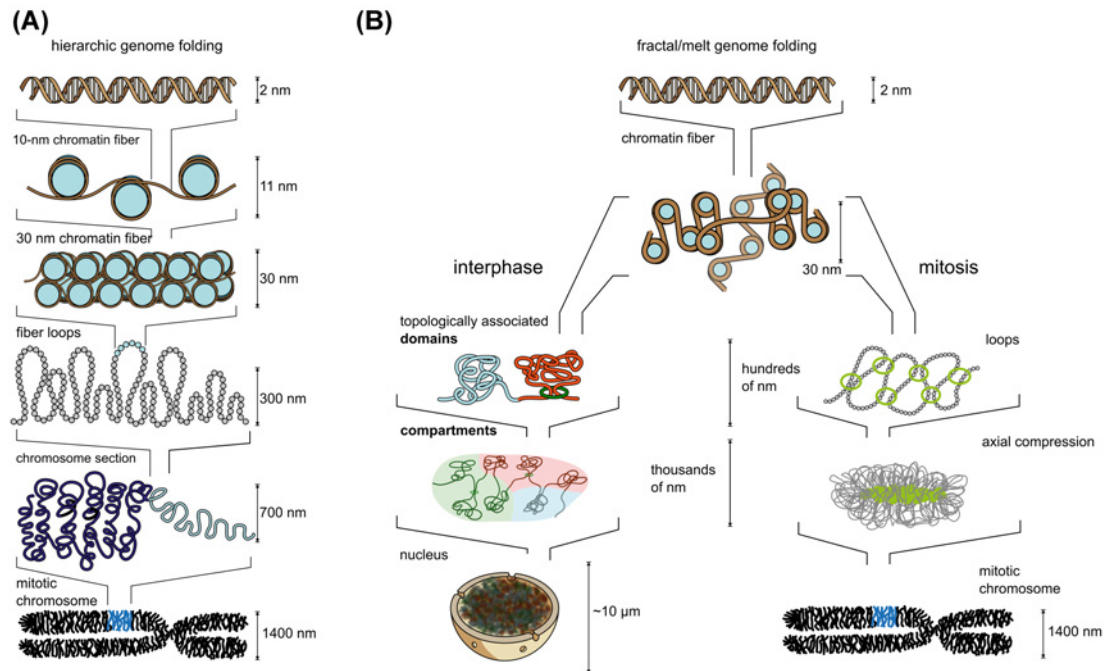 (A)
hierarchic genome folding
2 nm
10-nm chromatin fiber
11 nm
30 nm chromatin fiber
30 nm
fiber loops
300 nm
chromosome section
700 nm
mitotic
chromosome
1400 nm
(B)
fractal/melt genome folding
2 nm
chromatin fiber
30 nm
interphase
mitosis
topologically associated
domains
hundreds
of nm
loops
compartments
thousands
of nm
axial compression
nucleus
~10 µm
mitotic
chromosome
1400 nm